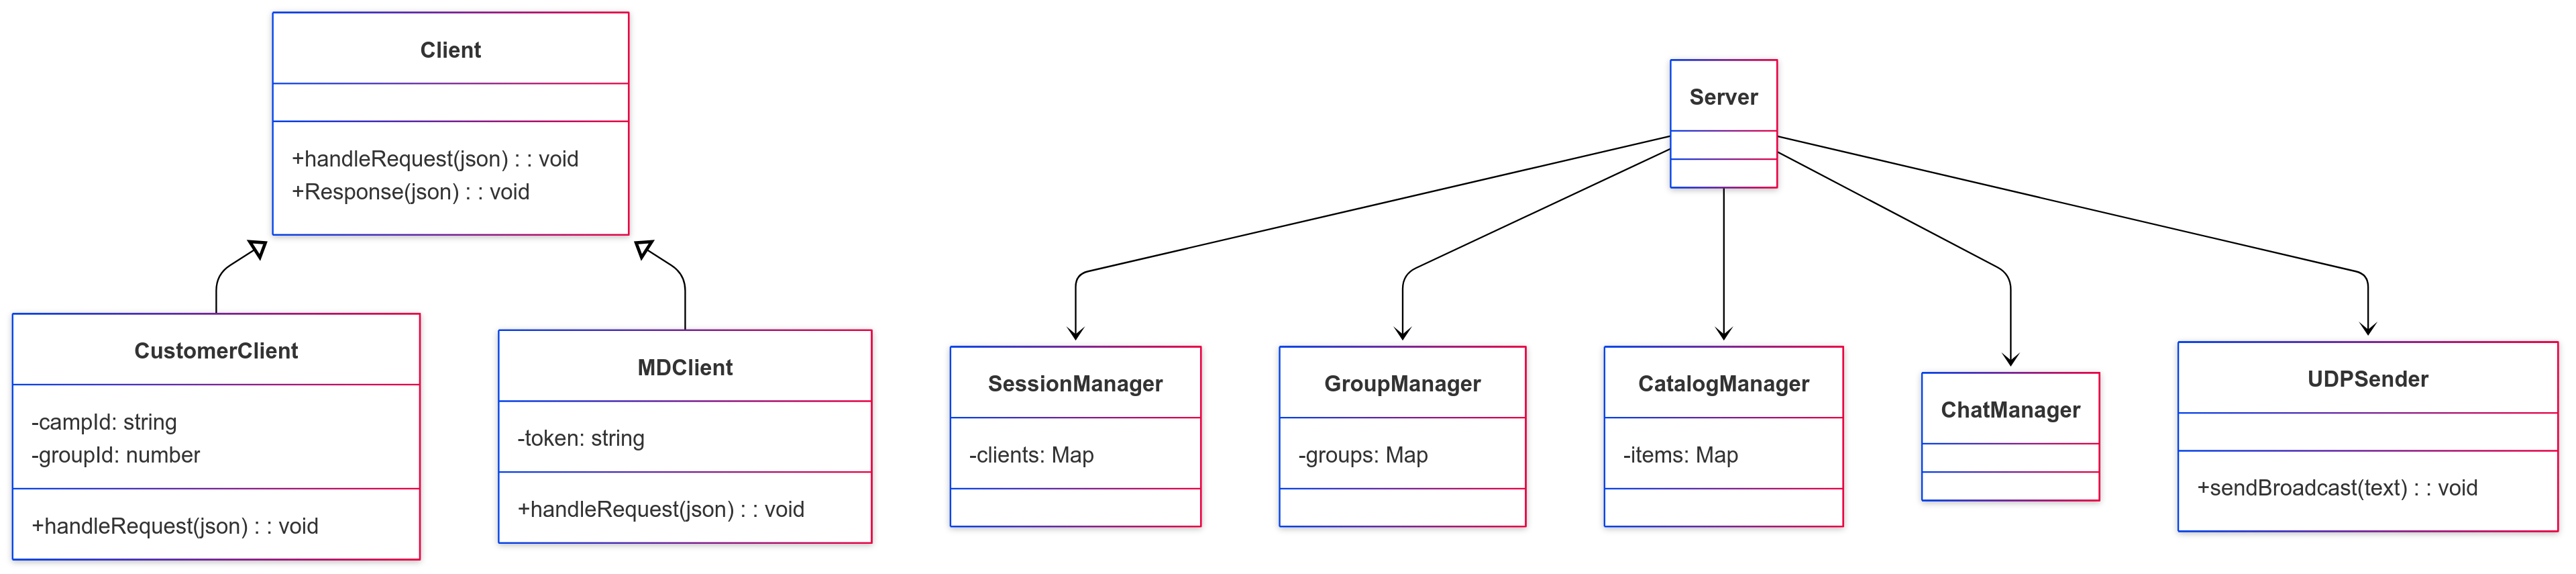 Client
+handleRequest(json) : : void
+Response(json) : : void
CustomerClient
-campId: string
-groupId: number
+handleRequest(json) : : void
MDClient
-token: string
+handleRequest(json) : : void
Server
SessionManager
-clients: Map
GroupManager
-groups: Map
CatalogManager
-items: Map
ChatManager
UDPSender
+sendBroadcast(text) : : void